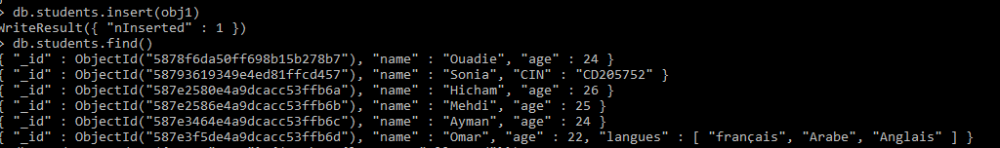 > db.students.insert(obj1)
WriteResult({ "nInserted" : 1 })
> db.students.find()
{ "_id" : ObjectId("5878f6da50ff698b15b278b7"), "name" : "Ouadie", "age" : 24 }
{ "_id" : ObjectId("58793619349e4ed81ffcd457"), "name" : "Sonia", "CIN" : "CD205752" }
{ "_id" : ObjectId("587e2580e4a9dcacc53ffb6a"), "name" : "Hicham", "age" : 26 }
{ "_id" : ObjectId("587e2586e4a9dcacc53ffb6b"), "name" : "Mehdi", "age" : 25 }
{ "_id" : ObjectId("587e3464e4a9dcacc53ffb6c"), "name" : "Ayman", "age" : 24 }
{ "_id" : ObjectId("587e3f5de4a9dcacc53ffb6d"), "name" : "Omar", "age" : 22, "langues" : [ "français", "Arabe", "Anglais" ] }